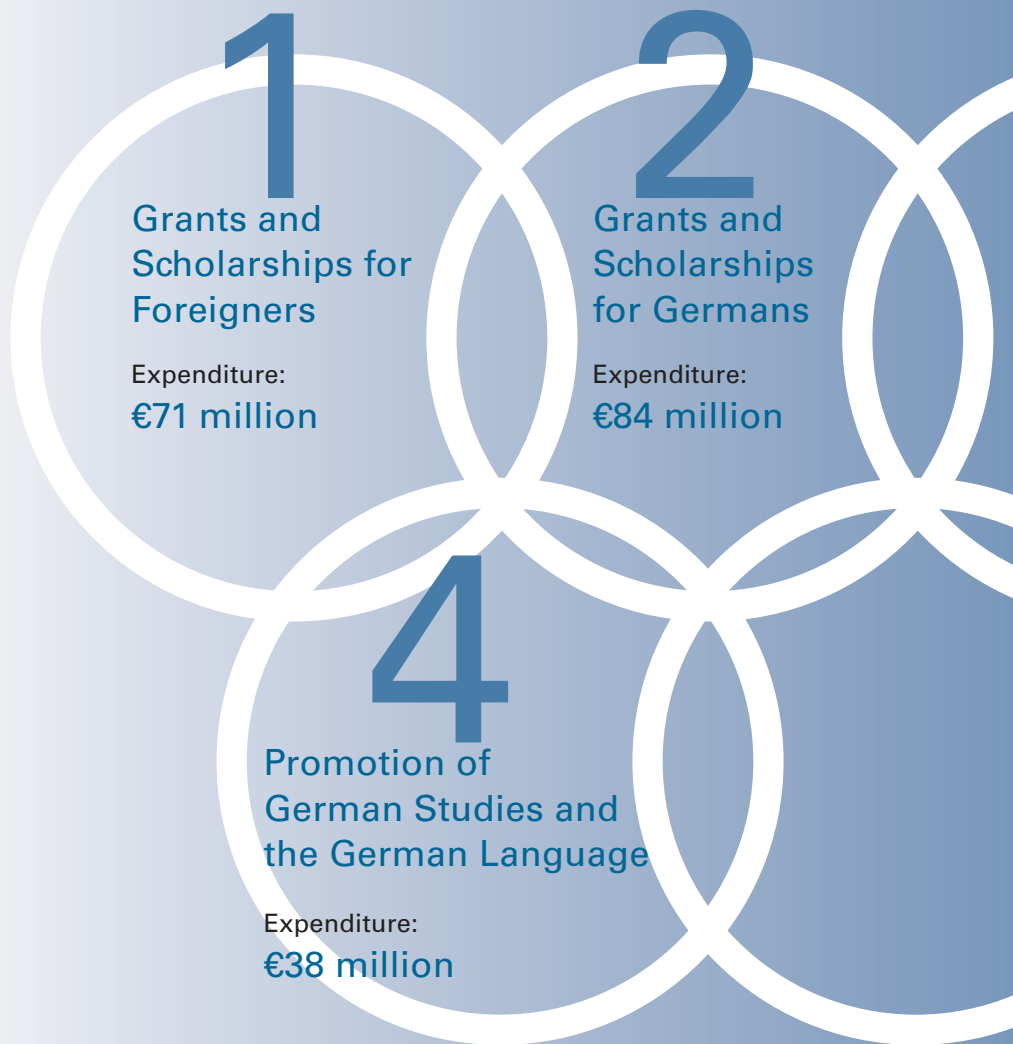 1
Grants and
Scholarships for
Foreigners
Expenditure:
€71 million
2
Grants and
Scholarships
for Germans
Expenditure:
€84 million
4
Promotion of
German Studies and
the German Language
Expenditure:
€38 million